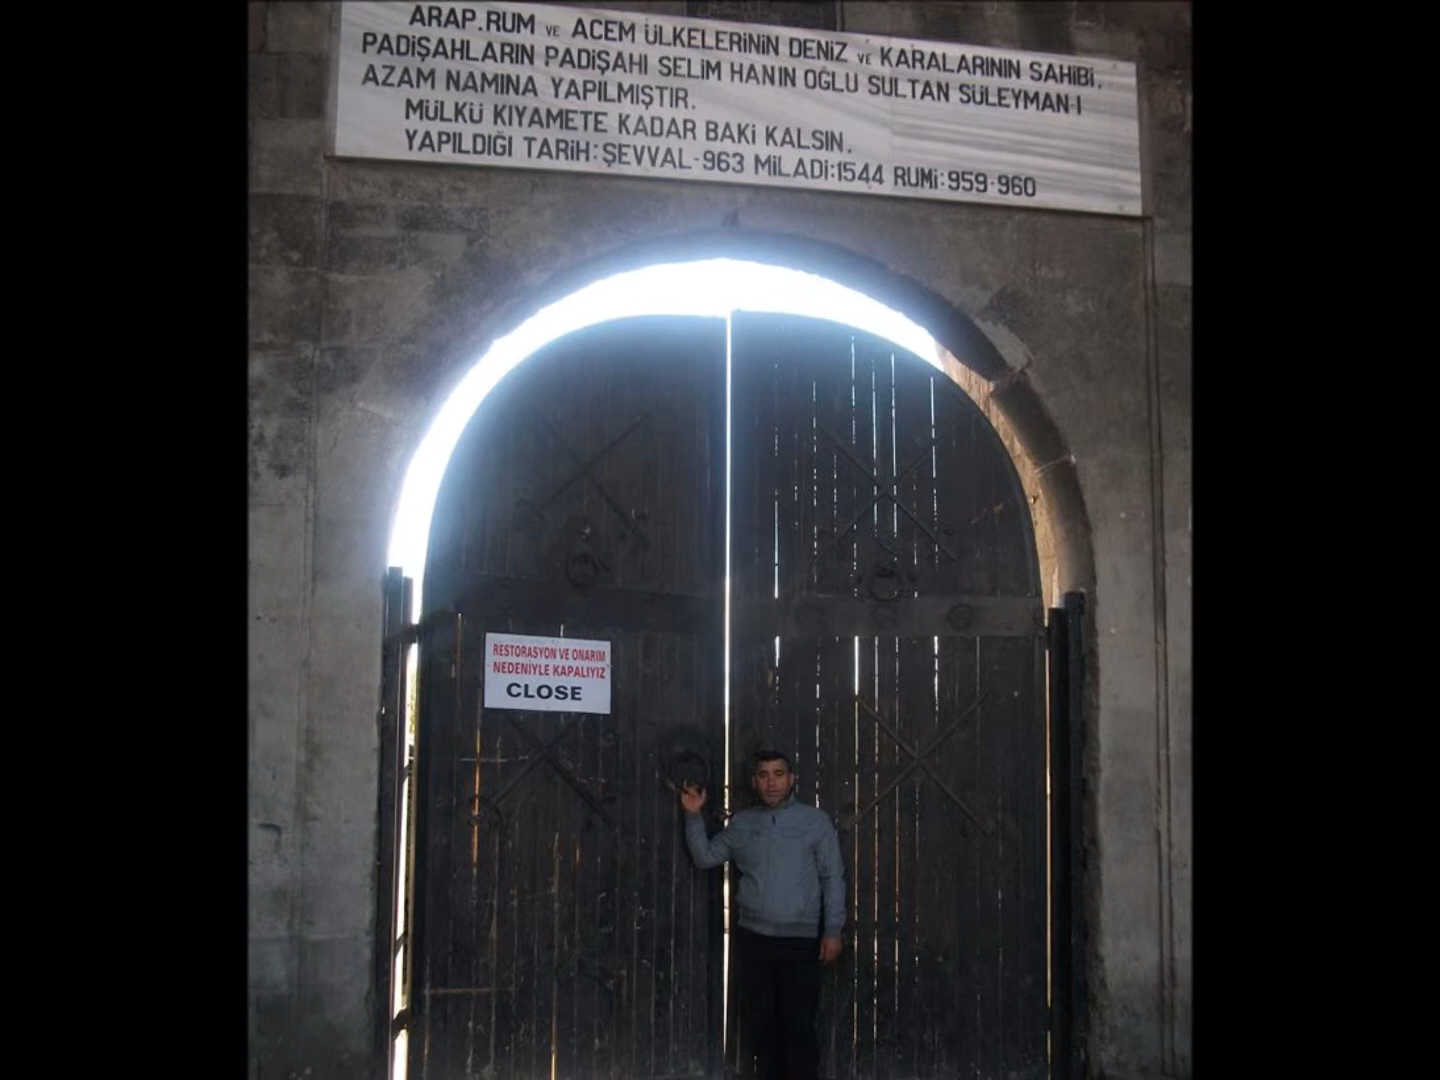 ARAP.RUM VE ACEM ÜLKELERİNİN DENİZ VE KARALARININ SAHİBİ,
PADİŞAHLARIN PADİŞAHI SELİM HANIN OĞLU SULTAN SÜLEYMAN-I
AZAM NAMINA YAPILMIŞTIR.
MÜLKÜ KIYAMETE KADAR BAKİ KALSIN.
YAPILDIĞI TARİH:ŞEVVAL-963 MİLADİ:1544 RUMİ:959-960
RESTORASYON VE ONARIM
NEDENİYLE KAPALIYIZ
CLOSE